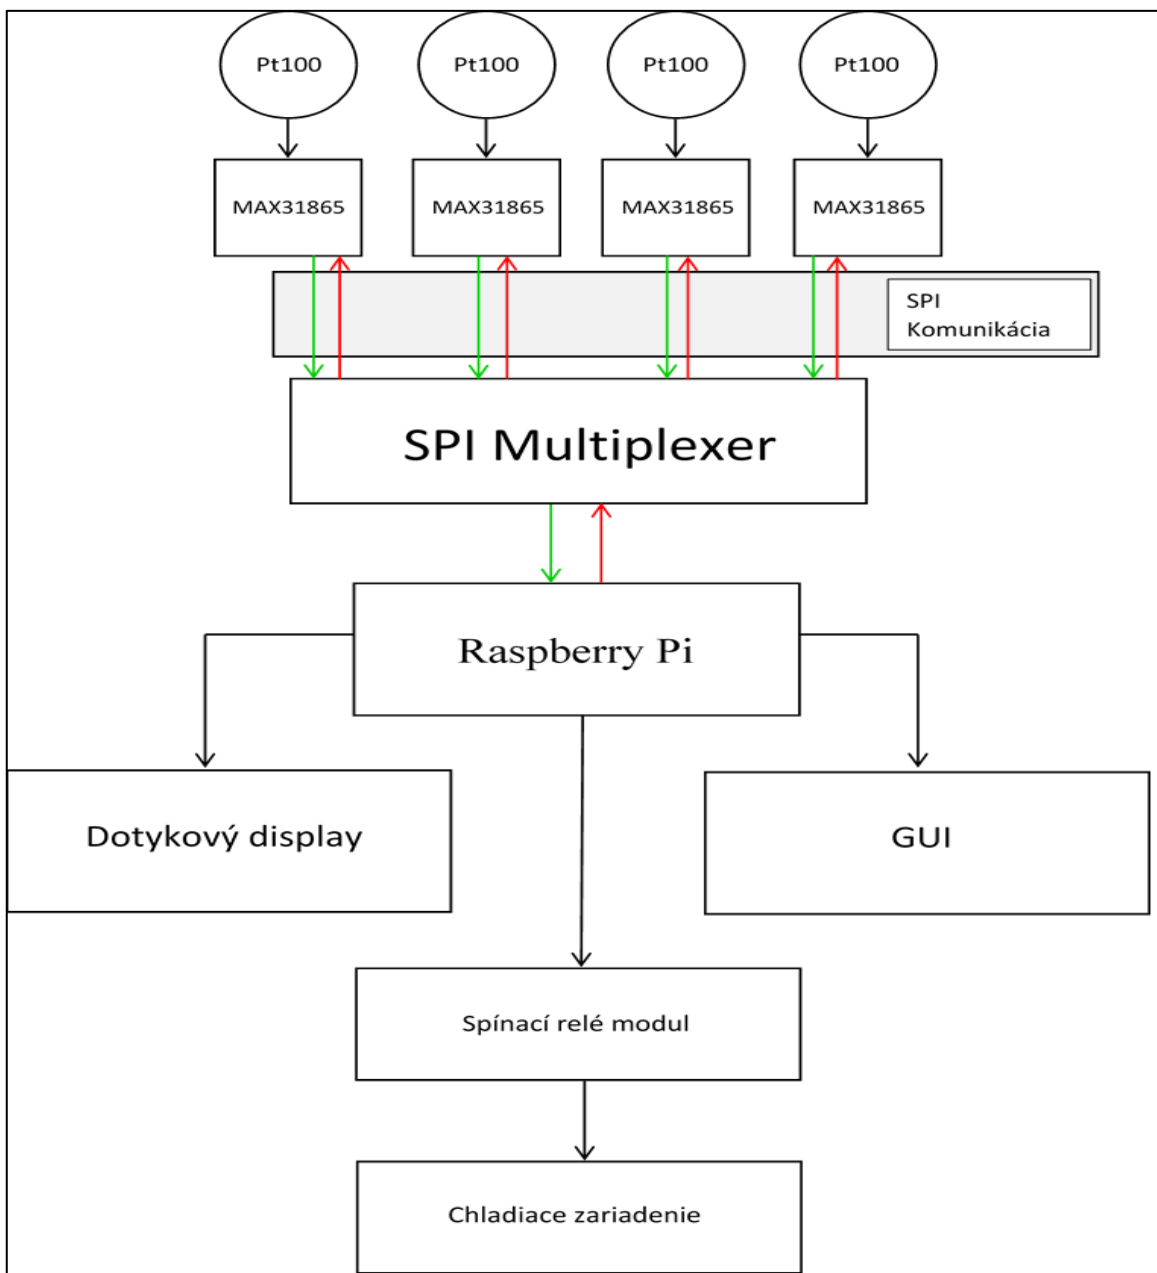 Pt100
Pt100
Pt100
Pt100
MAX31865
MAX31865
MAX31865
MAX31865
SPI
Komunikácia
SPI Multiplexer
Raspberry Pi
Dotykový display
GUI
Spínací relé modul
Chladiace zariadenie